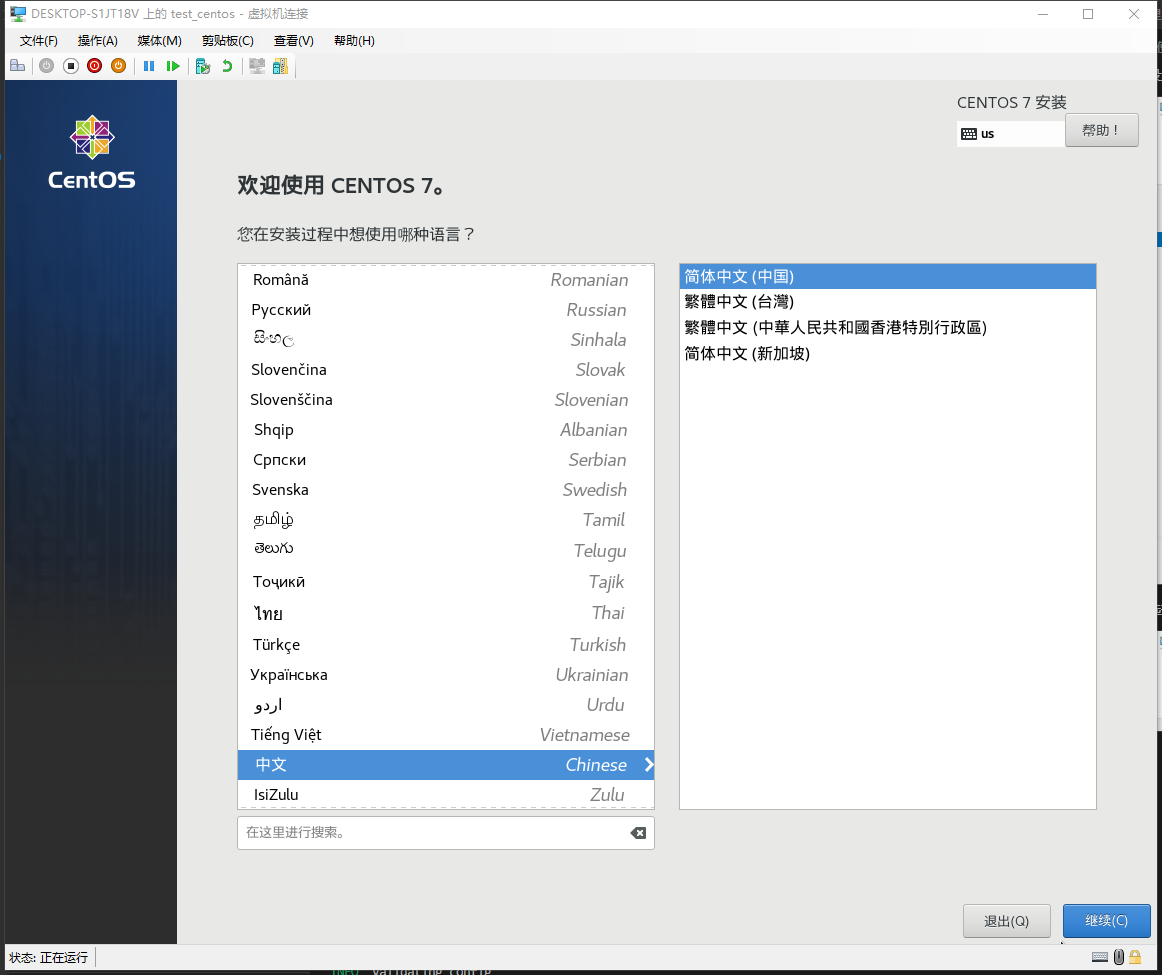 DESKTOP-S1JT18V 上的 test_centos - 虚拟机连接
文件(F) 操作(A) 媒体(M) 剪贴板(C) 查看(V) 帮助(H)
CentOS
CENTOS 7 安装
us
帮助！
欢迎使用 CENTOS 7。
您在安装过程中想使用哪种语言？
Română Romanian
Русский Russian
සිංහල Sinhala
Slovenčina Slovak
Slovenščina Slovenian
Shqip Albanian
Српски Serbian
Svenska Swedish
தமிழ் Tamil
తెలుగు Telugu
Тоҷикӣ Tajik
ไทย Thai
Türkçe Turkish
Українська Ukrainian
اردو Urdu
Tiếng Việt Vietnamese
中文 Chinese
IsiZulu Zulu
在这里进行搜索。
简体中文 (中国)
繁體中文 (台灣)
繁體中文 (中華人民共和國香港特別行政區)
简体中文 (新加坡)
退出(Q)
继续(C)
状态: 正在运行